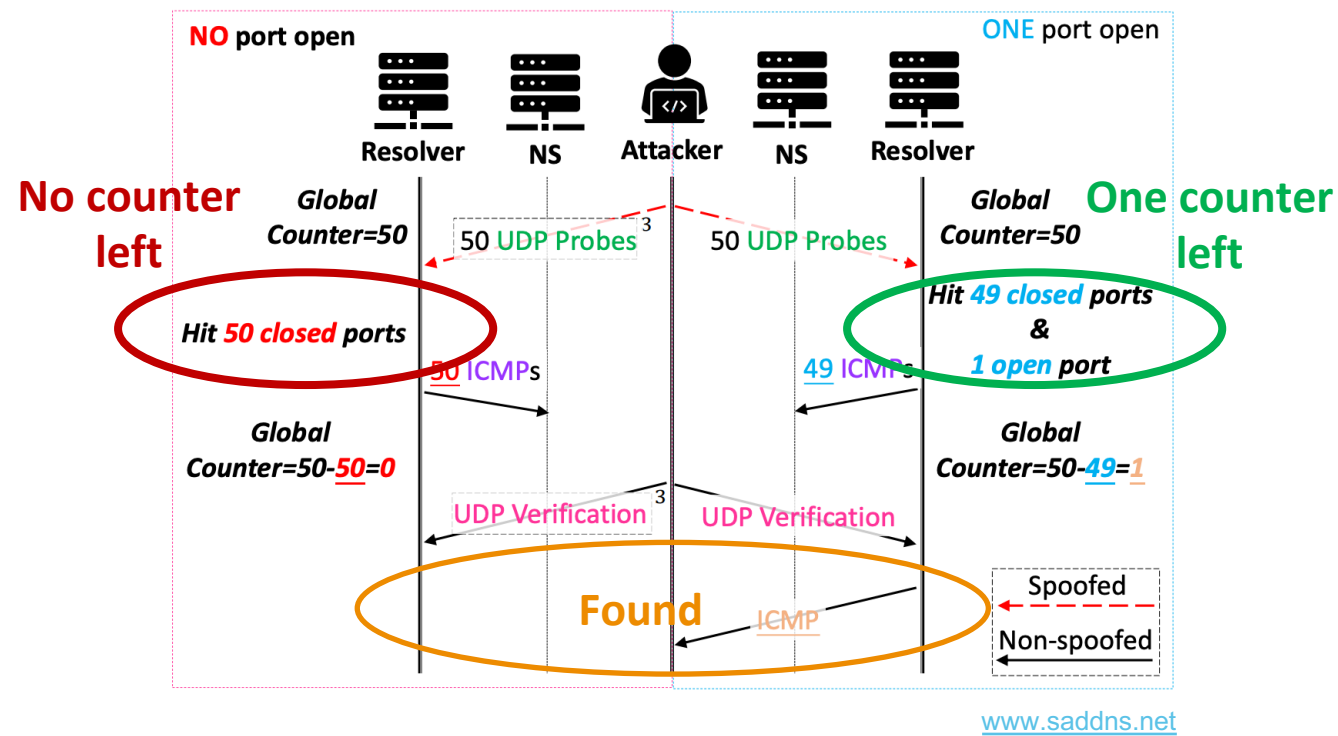 NO port open
ONE port open
Resolver
NS
Attacker
NS
Resolver
No counter
left
Global
Counter=50
50 UDP Probes 3
50 UDP Probes
Global
Counter=50
One counter
left
Hit 50 closed ports
Hit 49 closed ports
&
1 open port
50 ICMPs
49 ICMPs
Global
Counter=50-50=0
Global
Counter=50-49=1
UDP Verification 3
UDP Verification
Found
ICMP
Spoofed
Non-spoofed
www.saddns.net